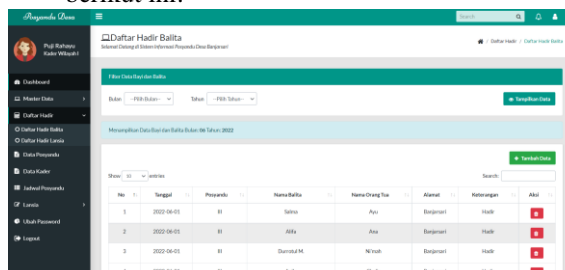 berikut ini.
Posyandu Desa
Search
Puji Rahayu
Kader Wilayah I
Daftar Hadir Balita
Selamat Datang di Sistem Informasi Posyandu Desa Banjarsari
/ Daftar Hadir / Daftar Hadir Balita
Dashboard
Master Data
Daftar Hadir
Daftar Hadir Balita
Daftar Hadir Lansia
Data Posyandu
Data Kader
Jadwal Posyandu
Lansia
Ubah Password
Logout
Filter Data Bayi dan Balita
Bulan --Pilih Bulan-- Tahun --Pilih Tahun--
Tampilkan Data
Menampilkan Data Bayi dan Balita Bulan: 06 Tahun: 2022
Tambah Data
Show 10 entries Search:
No Tanggal Posyandu Nama Balita Nama Orang Tua Alamat Keterangan Aksi
1 2022-06-01 III Salma Ayu Banjarsari Hadir
2 2022-06-01 III Alifa Ana Banjarsari Hadir
3 2022-06-01 III Durrotul M. Ni'mah Banjarsari Hadir